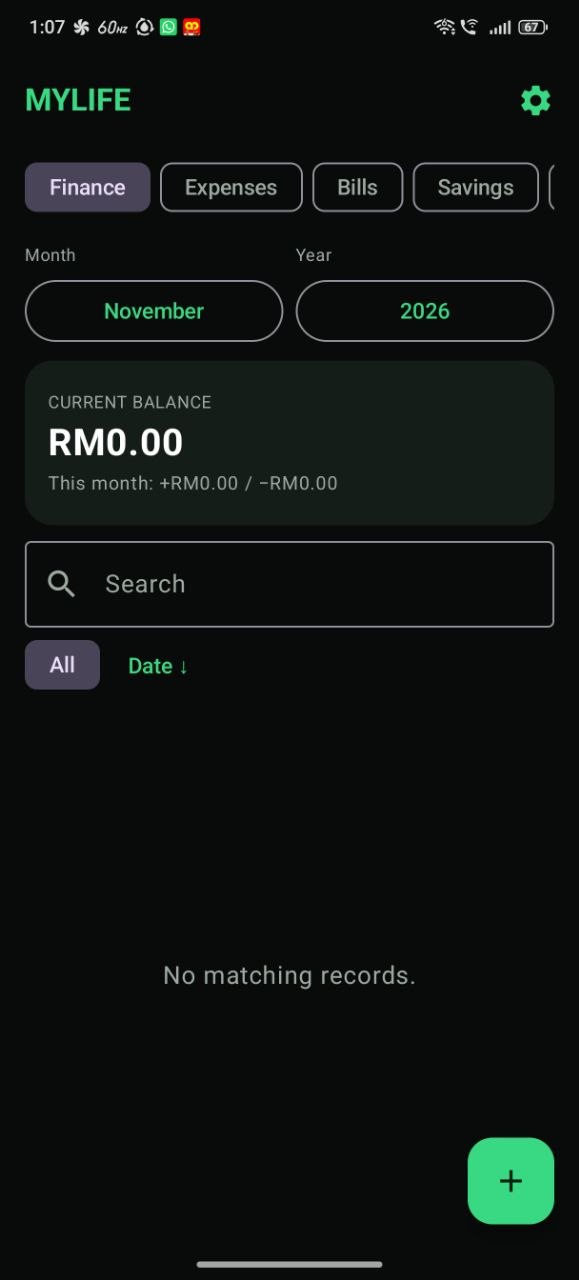 1:07 60HZ 67
MYLIFE
Finance Expenses Bills Savings
Month Year
November 2026
CURRENT BALANCE
RM0.00
This month: +RM0.00 / −RM0.00
Search
All Date ↓
No matching records.
+